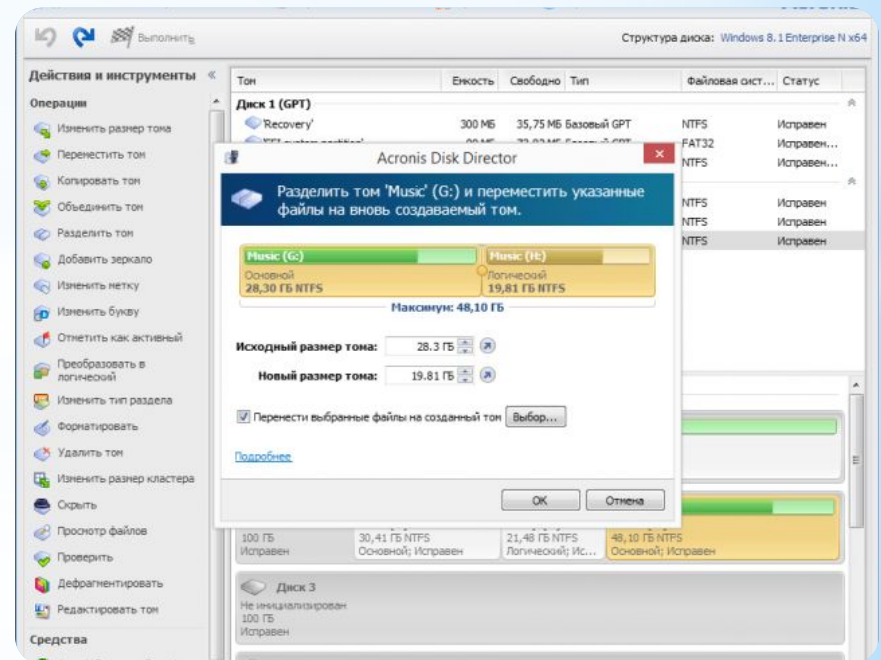 Выполнить
Структура диска: Windows 8.1 Enterprise N x64
Действия и инструменты «
Операции
Изменить размер тома
Переместить том
Копировать том
Объединить том
Разделить том
Добавить зеркало
Изменить метку
Изменить букву
Отметить как активный
Преобразовать в
логический
Изменить тип раздела
Форматировать
Удалить том
Изменить размер кластера
Скрыть
Просмотр файлов
Проверить
Дефрагментировать
Редактировать том
Средства
Том Емкость Свободно Тип Файловая сист... Статус
Диск 1 (GPT)
'Recovery' 300 МБ 35,75 МБ Базовый GPT NTFS Исправен
FAT32 Исправен...
NTFS Исправен...
NTFS Исправен
NTFS Исправен
NTFS Исправен
Acronis Disk Director
Разделить том 'Music' (G:) и переместить указанные
файлы на вновь создаваемый том.
Music (G:)
Основной
28,30 ГБ NTFS
Music (H:)
Логический
19,81 ГБ NTFS
Максимум: 48,10 ГБ
Исходный размер тома: 28.3 ГБ
Новый размер тома: 19.81 ГБ
Перенести выбранные файлы на созданный том Выбор...
Подробнее
OK Отмена
100 ГБ
Исправен
30,41 ГБ NTFS
Основной; Исправен
21,48 ГБ NTFS
Логический; Ис...
48,10 ГБ NTFS
Основной; Исправен
Диск 3
Не инициализирован
100 ГБ
Исправен